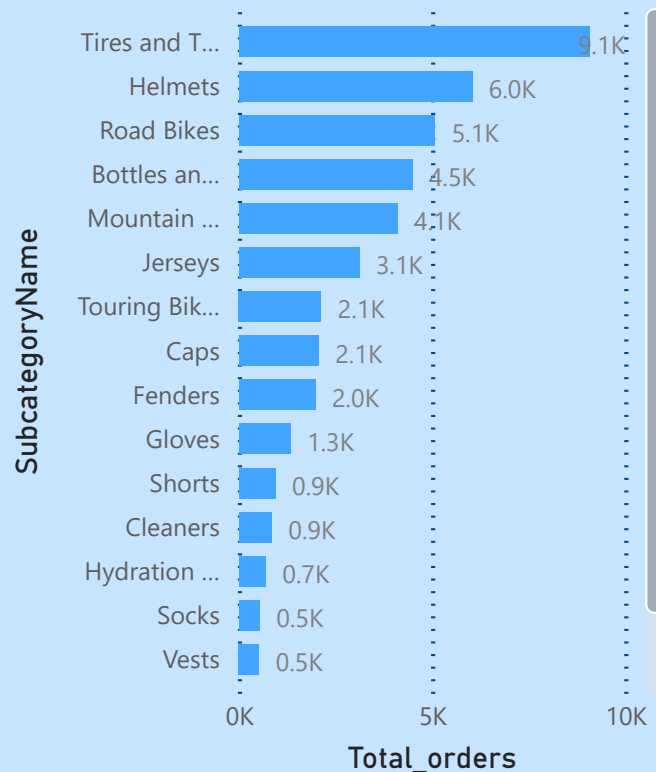 SubcategoryName
Tires and T... 9.1K
Helmets 6.0K
Road Bikes 5.1K
Bottles an... 4.5K
Mountain ... 4.1K
Jerseys 3.1K
Touring Bik... 2.1K
Caps 2.1K
Fenders 2.0K
Gloves 1.3K
Shorts 0.9K
Cleaners 0.9K
Hydration ... 0.7K
Socks 0.5K
Vests 0.5K
0K 5K 10K
Total_orders